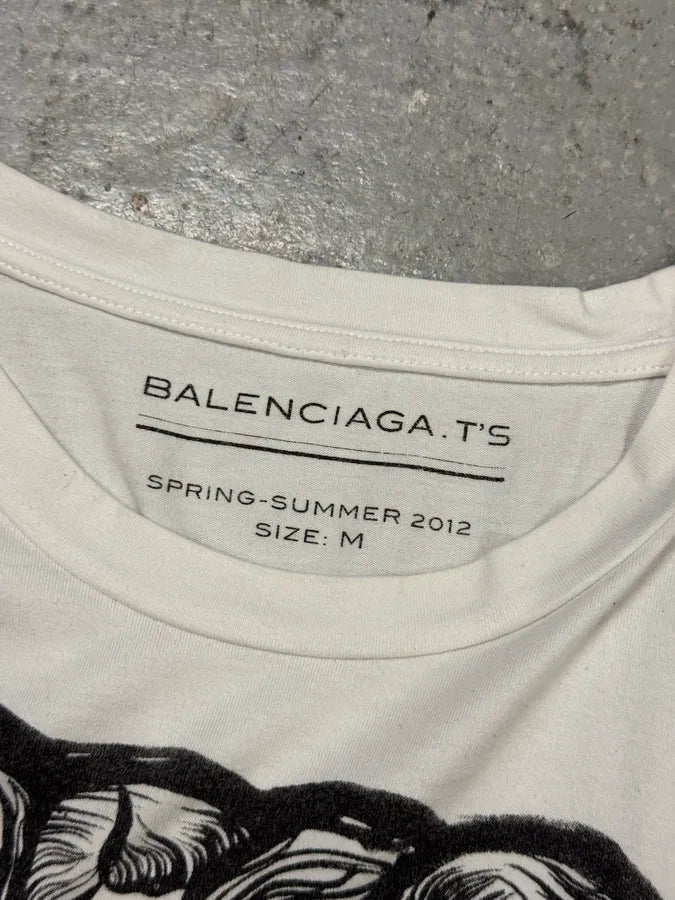 BALENCIAGA.T'S
SPRING-SUMMER 2012
SIZE: M